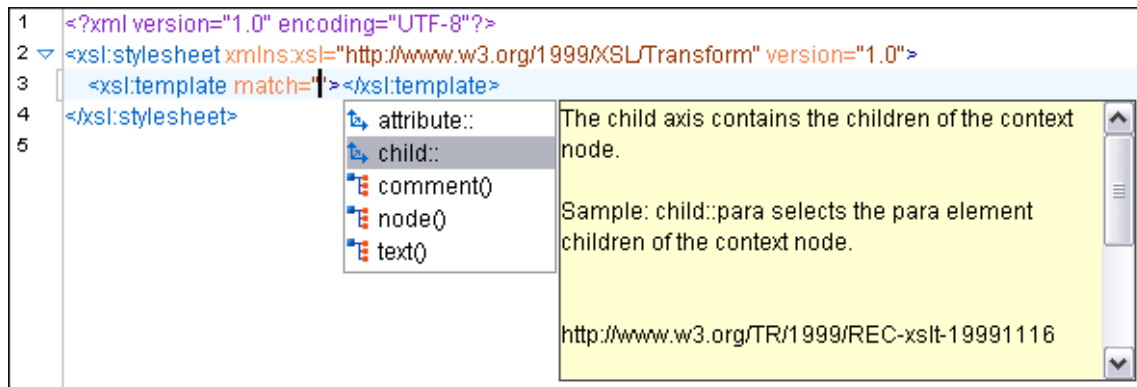 1 <?xml version="1.0" encoding="UTF-8"?>
2 <xsl:stylesheet xmlns:xsl="http://www.w3.org/1999/XSL/Transform" version="1.0">
3 <xsl:template match=""></xsl:template>
4 </xsl:stylesheet>
5
attribute::
child::
comment()
node()
text()
The child axis contains the children of the context
node.
Sample: child::para selects the para element
children of the context node.
http://www.w3.org/TR/1999/REC-xslt-19991116